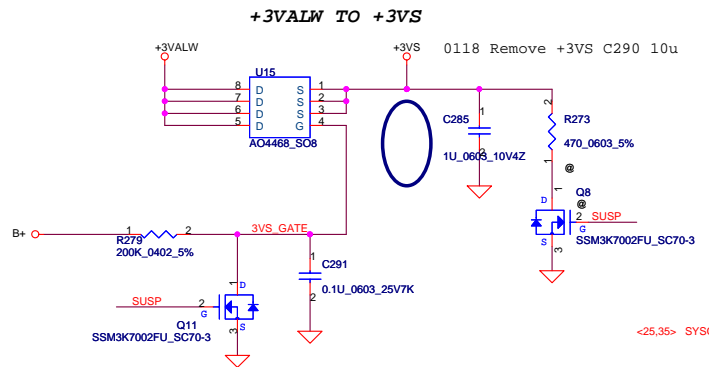 +3VALW TO +3VS
+3VALW
+3VS
0118 Remove +3VS C290 10u
U15
8 D S 1
7 D S 2
6 D S 3
5 D G 4
AO4468_SO8
C285
1
2
1U_0603_10V4Z
2
R273
470_0603_5%
1
@
Q8
@
D 1
2 SUSP
G
S 3
SSM3K7002FU_SC70-3
B+
1 2
R279
200K_0402_5%
3VS_GATE
1
C291
0.1U_0603_25V7K
2
SUSP 2
G
1 D
3 S
Q11
SSM3K7002FU_SC70-3
<25,35> SYS